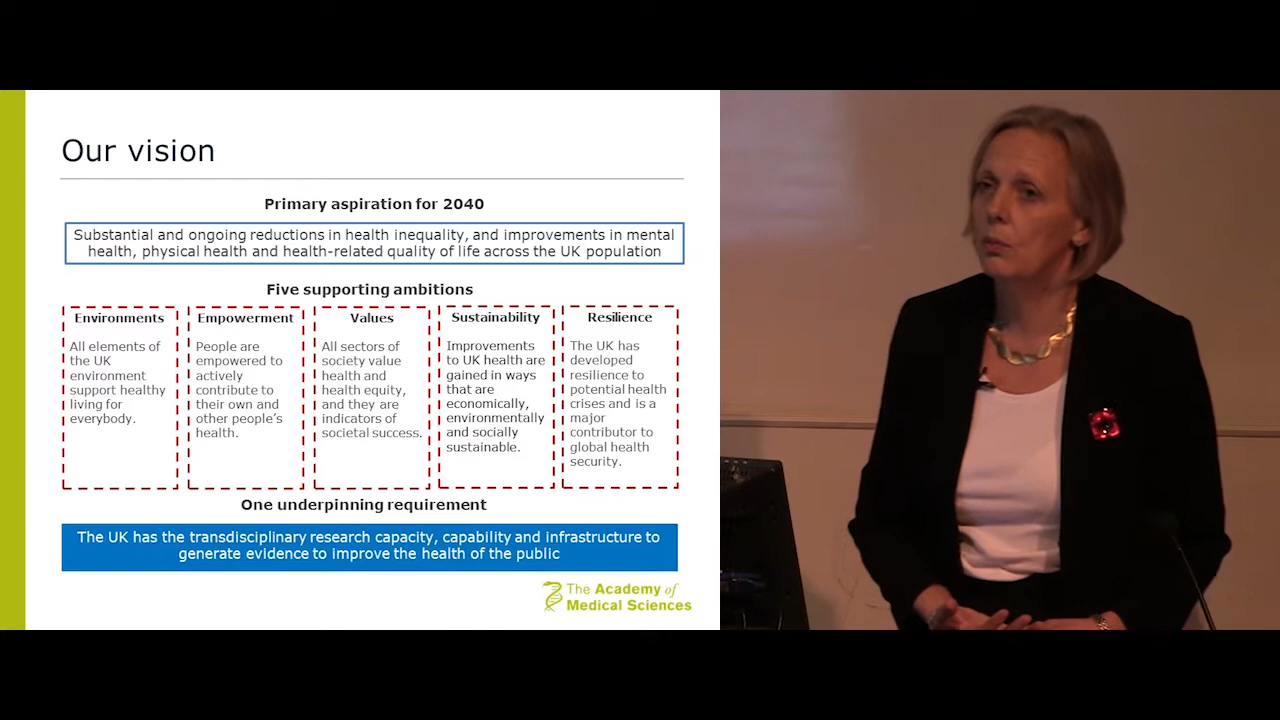 Our vision
Primary aspiration for 2040
Substantial and ongoing reductions in health inequality, and improvements in mental
health, physical health and health-related quality of life across the UK population
Five supporting ambitions
Environments
All elements of
the UK
environment
support healthy
living for
everybody.
Empowerment
People are
empowered to
actively
contribute to
their own and
other people’s
health.
Values
All sectors of
society value
health and
health equity,
and they are
indicators of
societal success.
Sustainability
Improvements
to UK health are
gained in ways
that are
economically,
environmentally
and socially
sustainable.
Resilience
The UK has
developed
resilience to
potential health
crises and is a
major
contributor to
global health
security.
One underpinning requirement
The UK has the transdisciplinary research capacity, capability and infrastructure to
generate evidence to improve the health of the public
The Academy of
Medical Sciences